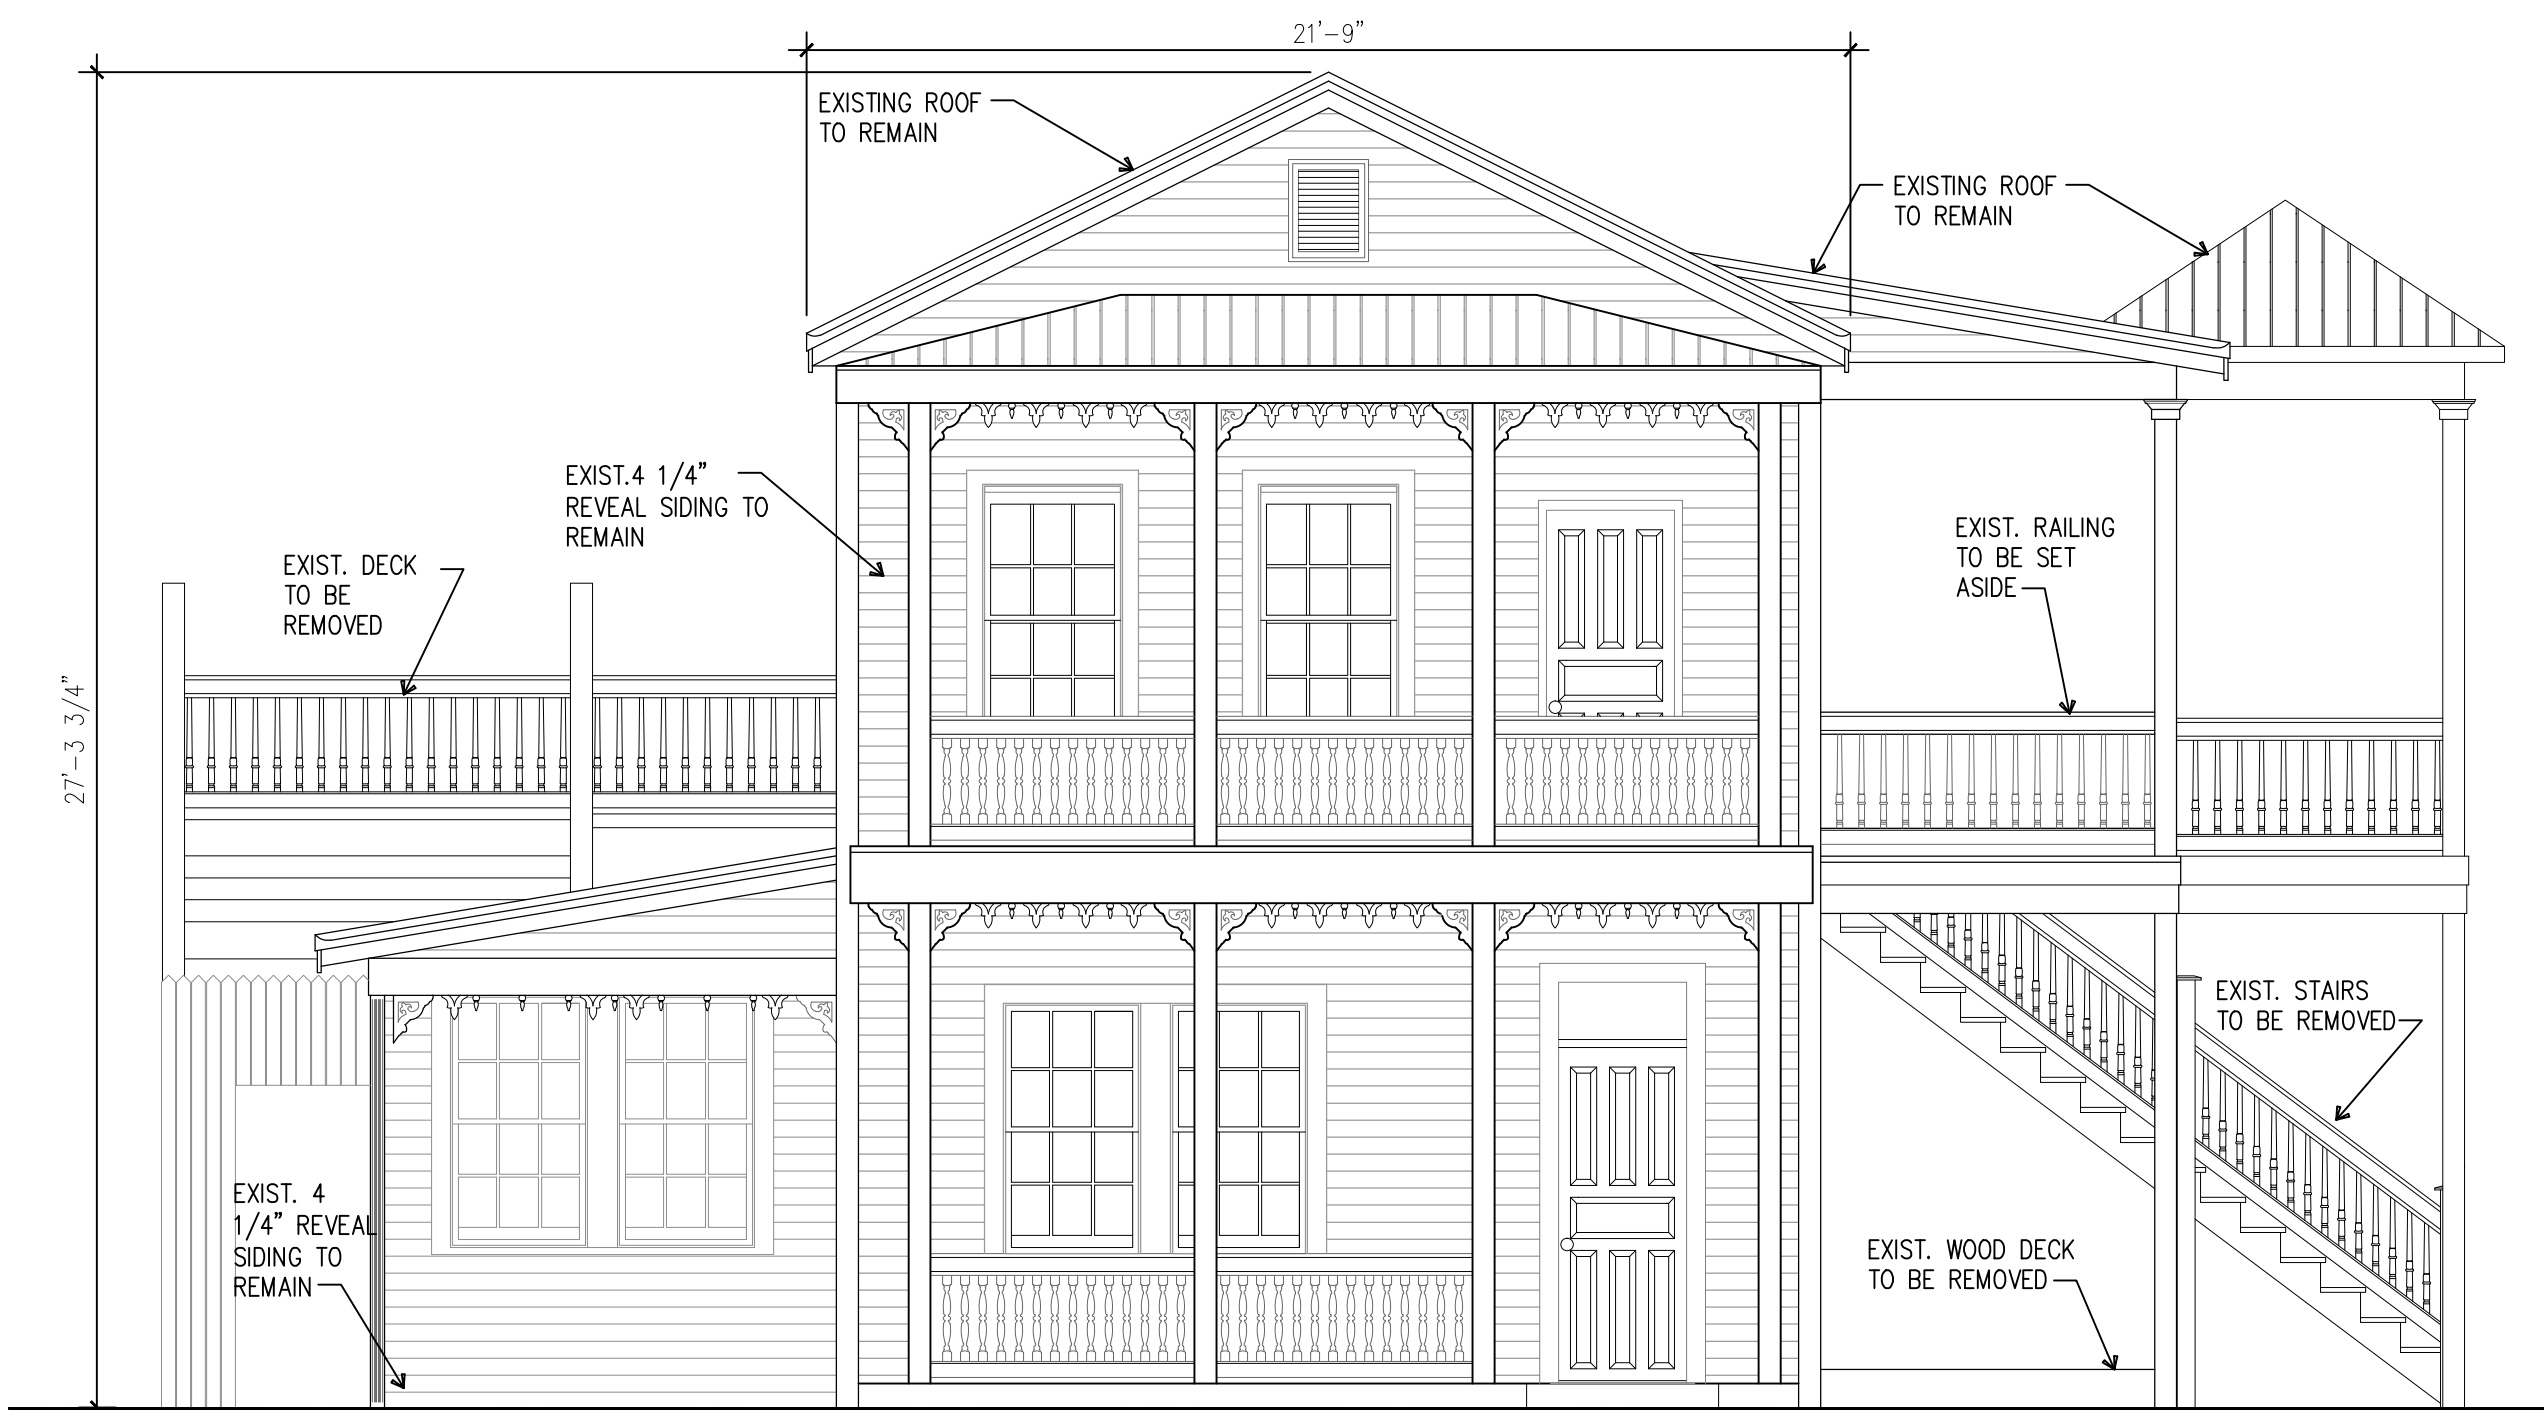 21'-9"
EXISTING ROOF
TO REMAIN
EXISTING ROOF
TO REMAIN
EXIST.4 1/4"
REVEAL SIDING TO
REMAIN
EXIST. RAILING
TO BE SET
ASIDE
EXIST. DECK
TO BE
REMOVED
27'-3 3/4"
EXIST. STAIRS
TO BE REMOVED
EXIST. 4
1/4" REVEAL
SIDING TO
REMAIN
EXIST. WOOD DECK
TO BE REMOVED